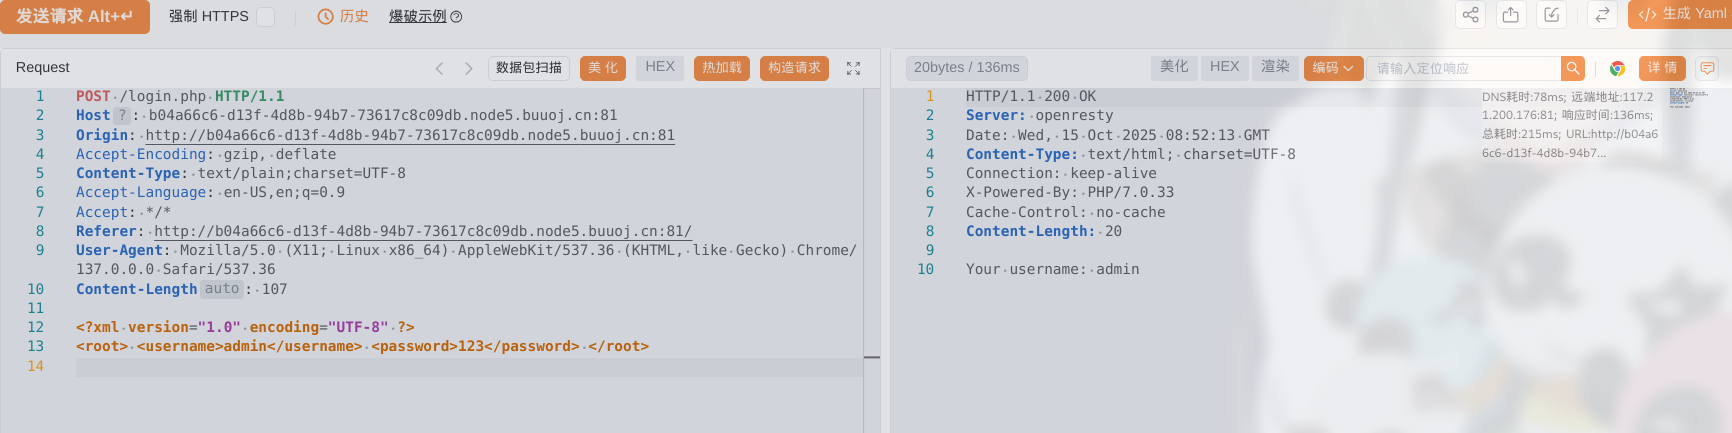 发送请求 Alt+↵ 强制 HTTPS 历史 爆破示例 生成 Yaml
Request 数据包扫描 美 化 HEX 热加载 构造请求
1 POST /login.php HTTP/1.1
2 Host ? : b04a66c6-d13f-4d8b-94b7-73617c8c09db.node5.buuoj.cn:81
3 Origin: http://b04a66c6-d13f-4d8b-94b7-73617c8c09db.node5.buuoj.cn:81
4 Accept-Encoding: gzip, deflate
5 Content-Type: text/plain;charset=UTF-8
6 Accept-Language: en-US,en;q=0.9
7 Accept: */*
8 Referer: http://b04a66c6-d13f-4d8b-94b7-73617c8c09db.node5.buuoj.cn:81/
9 User-Agent: Mozilla/5.0 (X11; Linux x86_64) AppleWebKit/537.36 (KHTML, like Gecko) Chrome/
137.0.0.0 Safari/537.36
10 Content-Length auto : 107
11
12 <?xml version="1.0" encoding="UTF-8" ?>
13 <root> <username>admin</username> <password>123</password> </root>
14
20bytes / 136ms 美化 HEX 渲染 编码 请输入定位响应 详 情
1 HTTP/1.1 200 OK
2 Server: openresty
3 Date: Wed, 15 Oct 2025 08:52:13 GMT
4 Content-Type: text/html; charset=UTF-8
5 Connection: keep-alive
6 X-Powered-By: PHP/7.0.33
7 Cache-Control: no-cache
8 Content-Length: 20
9
10 Your username: admin
DNS耗时:78ms; 远端地址:117.2
1.200.176:81; 响应时间:136ms;
总耗时:215ms; URL:http://b04a6
6c6-d13f-4d8b-94b7...